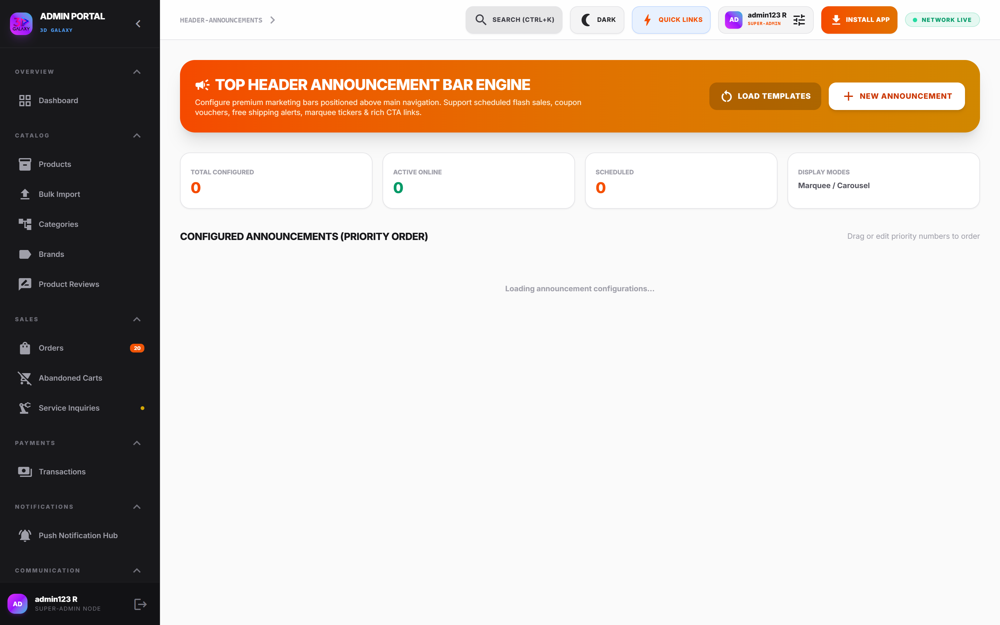 3D
GALAXY
ADMIN PORTAL
3D GALAXY
OVERVIEW
Dashboard
CATALOG
Products
Bulk Import
Categories
Brands
Product Reviews
SALES
Orders
20
Abandoned Carts
Service Inquiries
PAYMENTS
Transactions
NOTIFICATIONS
Push Notification Hub
COMMUNICATION
AD
admin123 R
SUPER-ADMIN NODE
HEADER-ANNOUNCEMENTS
SEARCH (CTRL+K)
DARK
QUICK LINKS
AD
admin123 R
SUPER-ADMIN
INSTALL APP
NETWORK LIVE
TOP HEADER ANNOUNCEMENT BAR ENGINE
Configure premium marketing bars positioned above main navigation. Support scheduled flash sales, coupon
vouchers, free shipping alerts, marquee tickers & rich CTA links.
LOAD TEMPLATES
NEW ANNOUNCEMENT
TOTAL CONFIGURED
0
ACTIVE ONLINE
0
SCHEDULED
0
DISPLAY MODES
Marquee / Carousel
CONFIGURED ANNOUNCEMENTS (PRIORITY ORDER)
Drag or edit priority numbers to order
Loading announcement configurations...